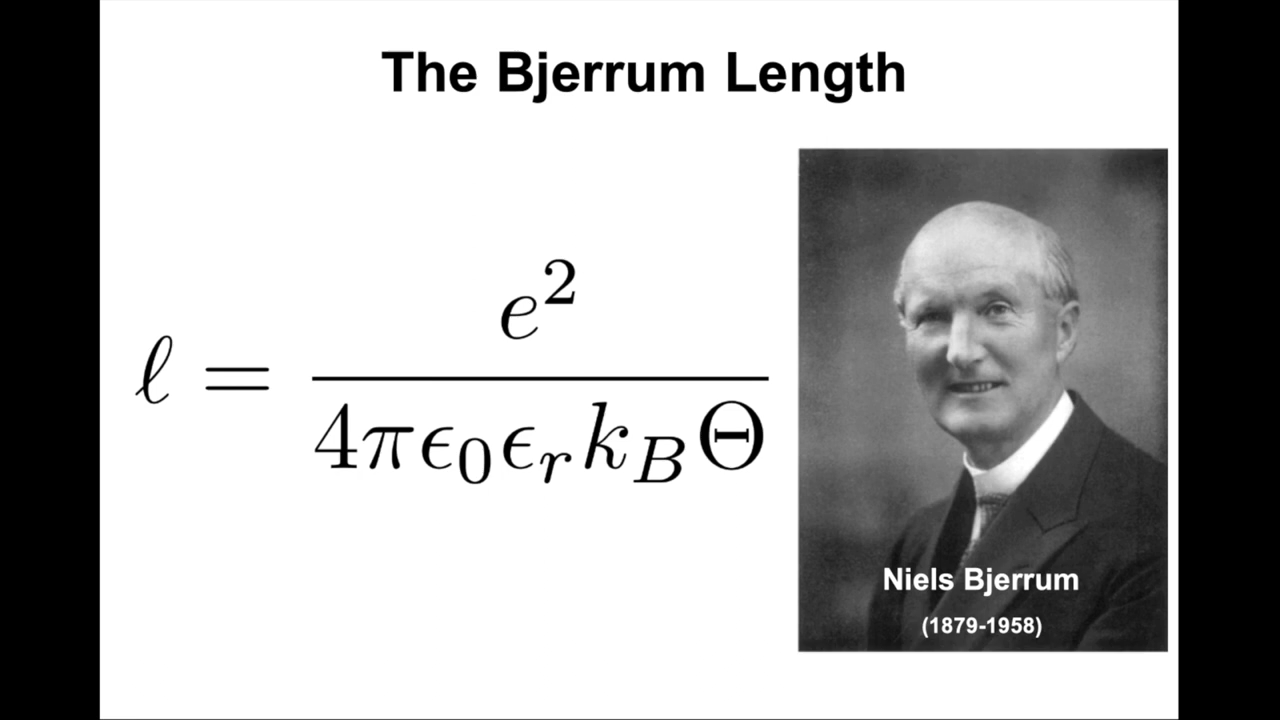 The Bjerrum Length
ℓ = e² / 4πϵ₀ϵᵣk_BΘ
Niels Bjerrum
(1879-1958)